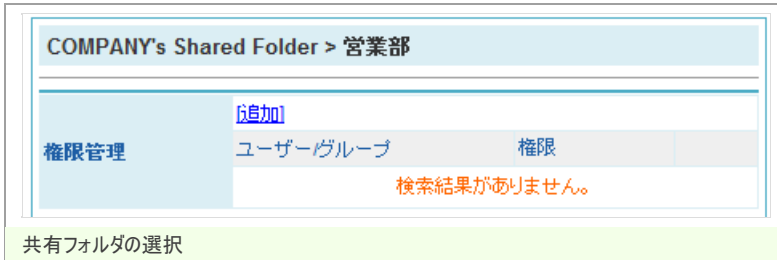 COMPANY's Shared Folder > 営業部
[追加]
権限管理
ユーザー/グループ 権限
検索結果がありません。
共有フォルダの選択